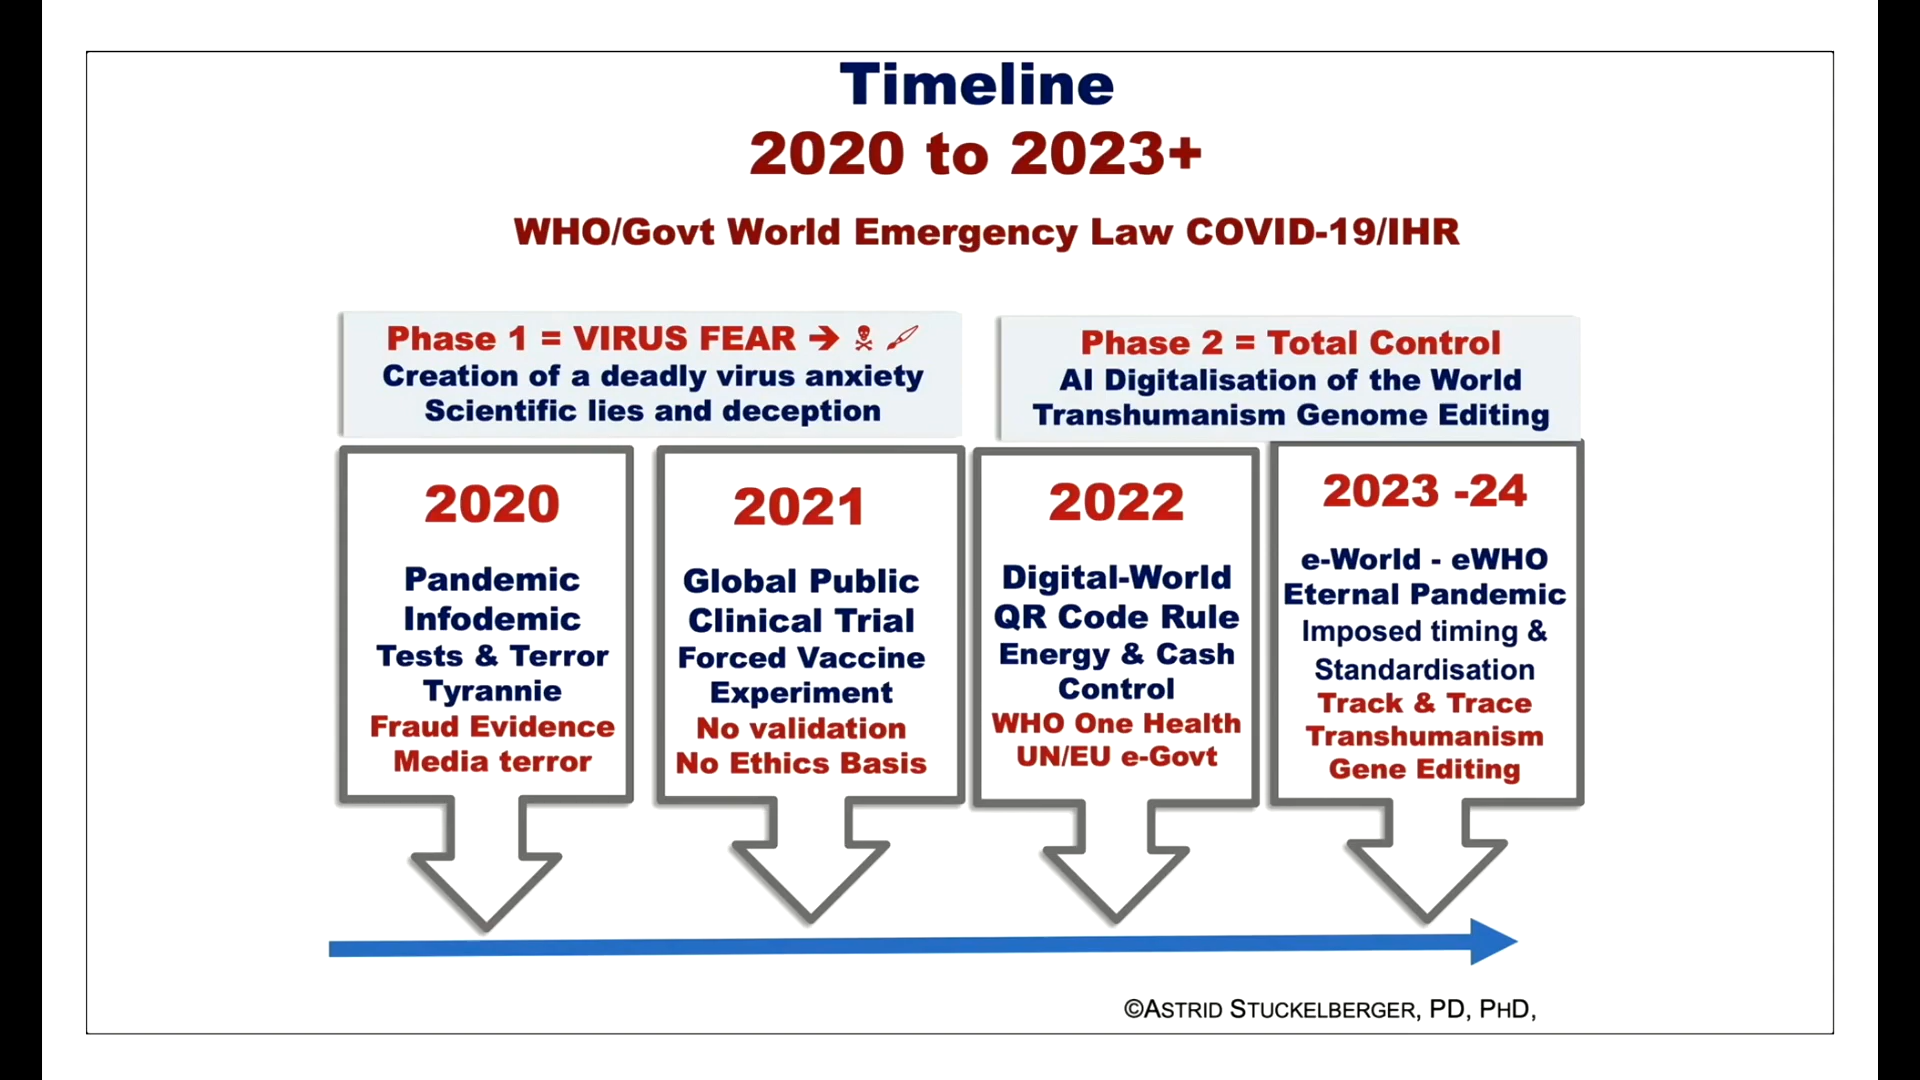 Timeline
2020 to 2023+
WHO/Govt World Emergency Law COVID-19/IHR
Phase 1 = VIRUS FEAR →
Creation of a deadly virus anxiety
Scientific lies and deception
Phase 2 = Total Control
AI Digitalisation of the World
Transhumanism Genome Editing
2020
Pandemic
Infodemic
Tests & Terror
Tyrannie
Fraud Evidence
Media terror
2021
Global Public
Clinical Trial
Forced Vaccine
Experiment
No validation
No Ethics Basis
2022
Digital-World
QR Code Rule
Energy & Cash
Control
WHO One Health
UN/EU e-Govt
2023 -24
e-World - eWHO
Eternal Pandemic
Imposed timing &
Standardisation
Track & Trace
Transhumanism
Gene Editing
©ASTRID STUCKELBERGER, PD, PHD,